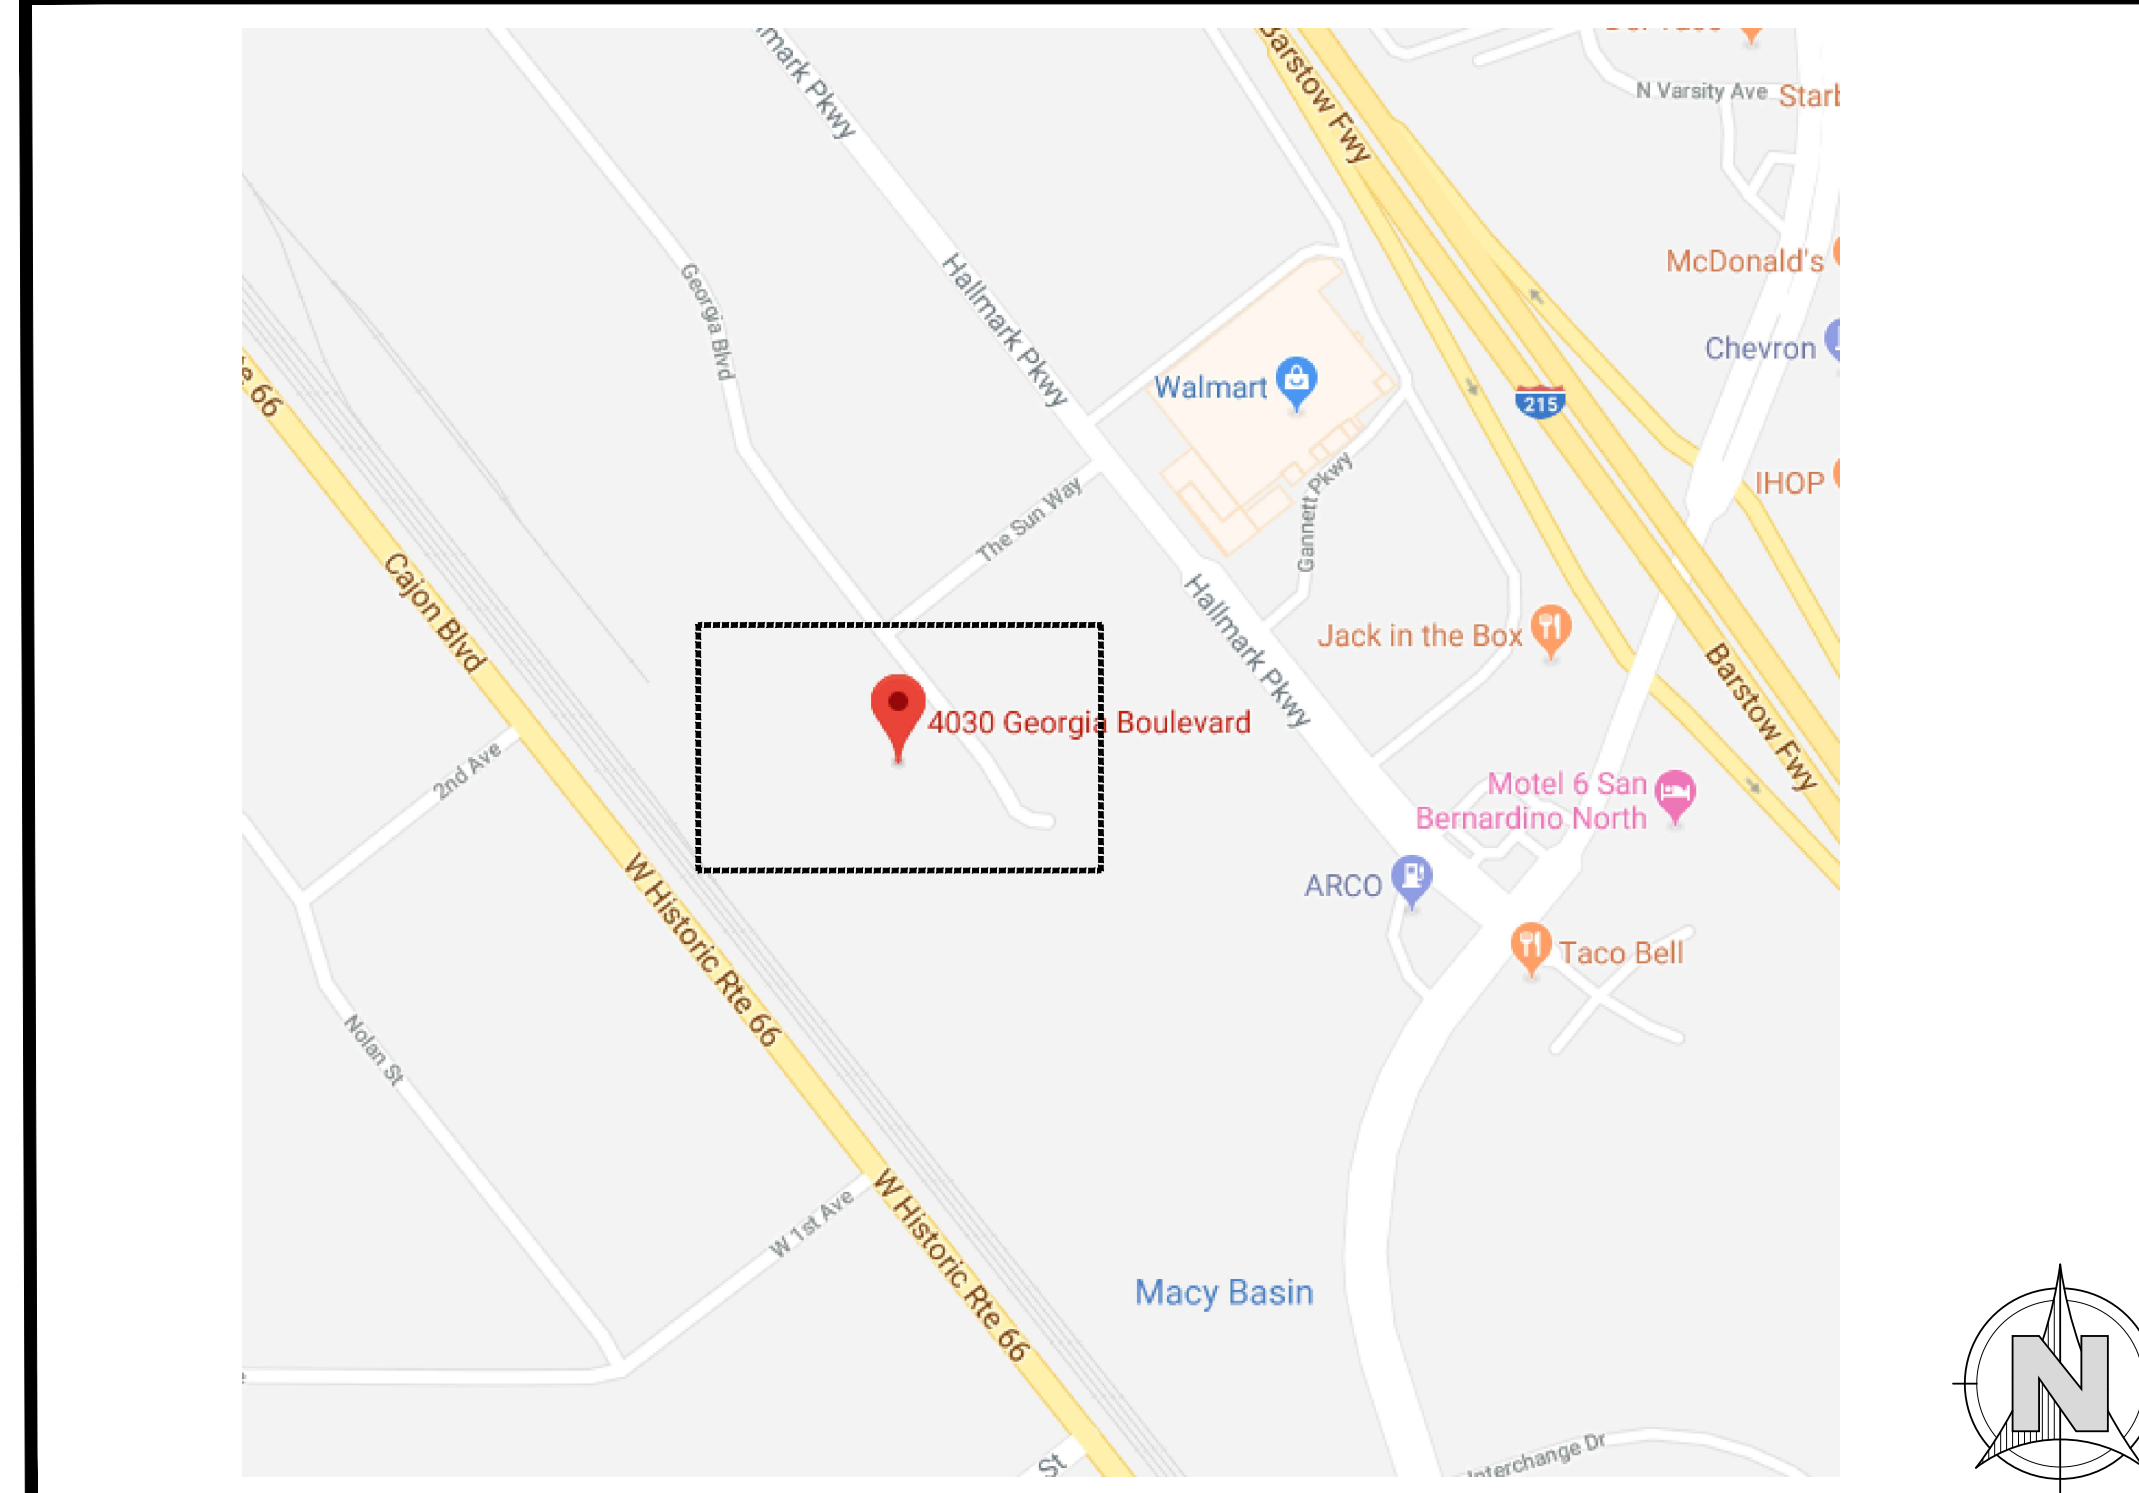 N Varsity Ave
Barstow Fwy
Hallmark Pkwy
McDonald's
Georgia Blvd
Chevron
Walmart
215
66
IHOP
Gannett Pkwy
The Sun Way
Hallmark Pkwy
Cajon Blvd
Jack in the Box
4030 Georgia Boulevard
Barstow Fwy
2nd Ave
Motel 6 San
Bernardino North
ARCO
W Historic Rte 66
Taco Bell
Nolan St
W 1st Ave
W Historic Rte 66
Macy Basin
Interchange Dr
St
N